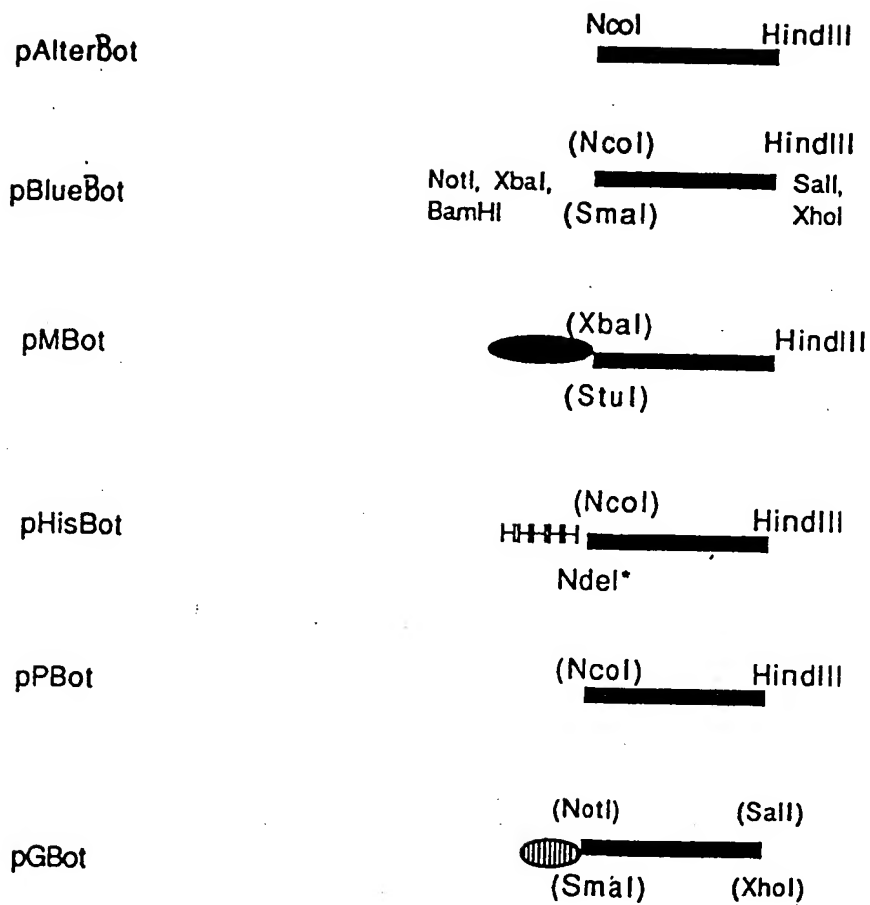 NcoI HindIII
pAlterBot
(NcoI) HindIII
NotI, XbaI, SalI,
pBlueBot
BamHI (SmaI) XhoI
(XbaI)
pMBot HindIII
(StuI)
(NcoI)
pHisBot HHHHH HindIII
NdeI*
pPBot (NcoI) HindIII
(NotI) (SalI)
pGBot
(SmaI) (XhoI)